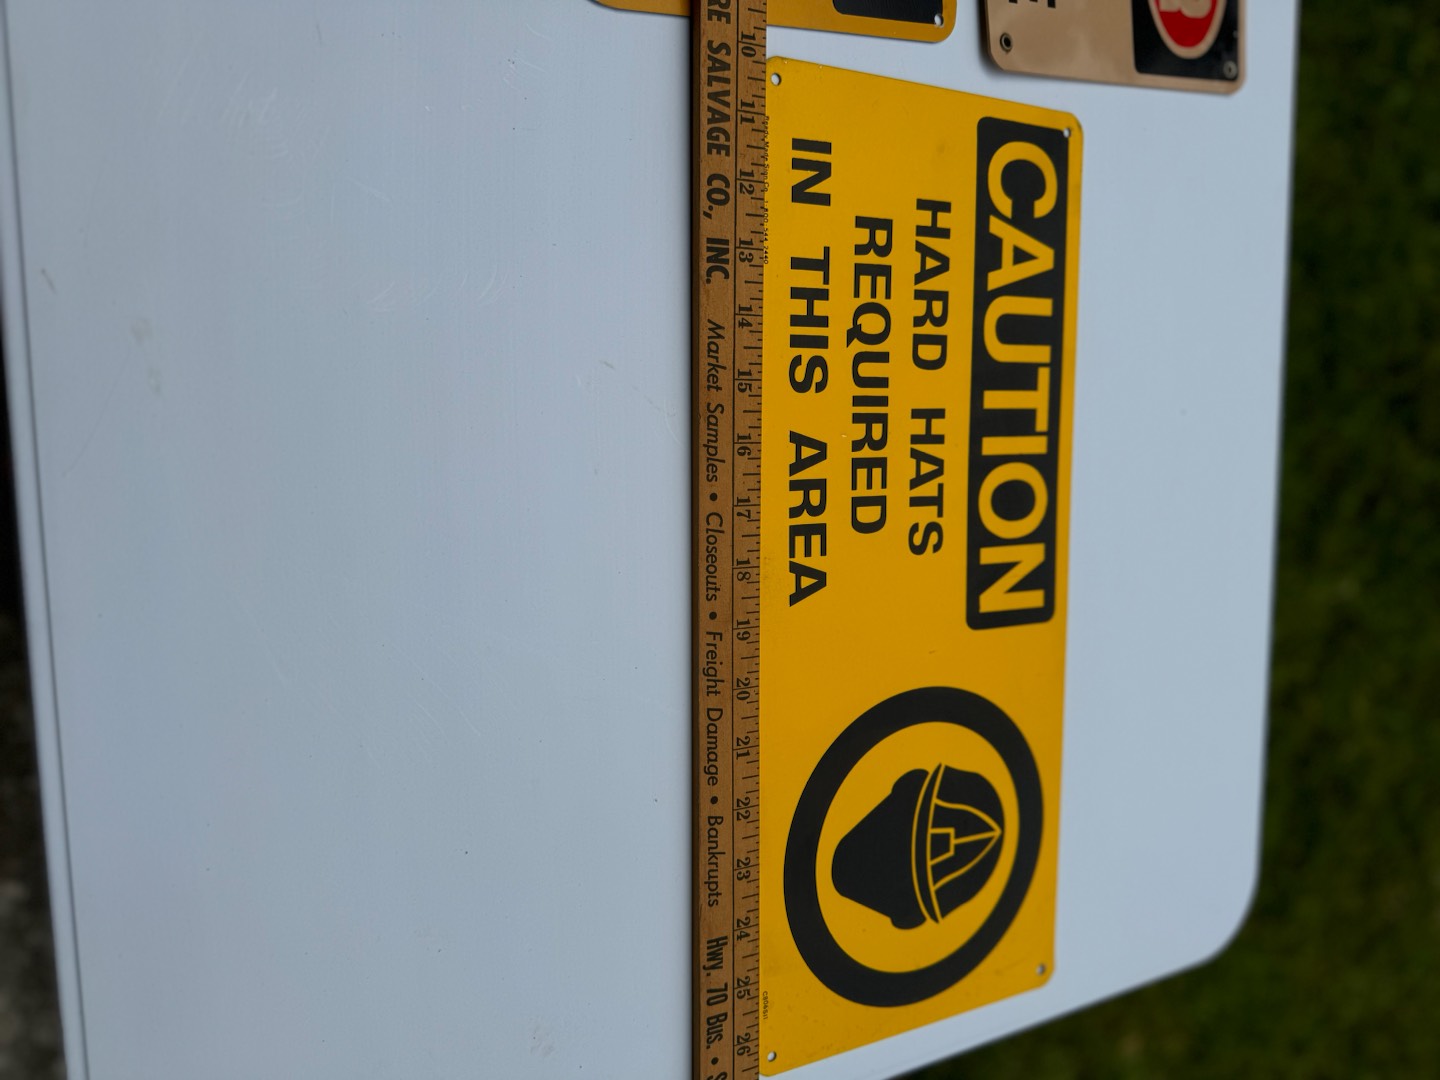 CAUTION
HARD HATS
REQUIRED
IN THIS AREA
RE SALVAGE CO., INC. Market Samples • Closeouts • Freight Damage • Bankrupts Hwy. 70 Bus. •
10 11 12 13 14 15 16 17 18 19 20 21 22 23 24 25 26